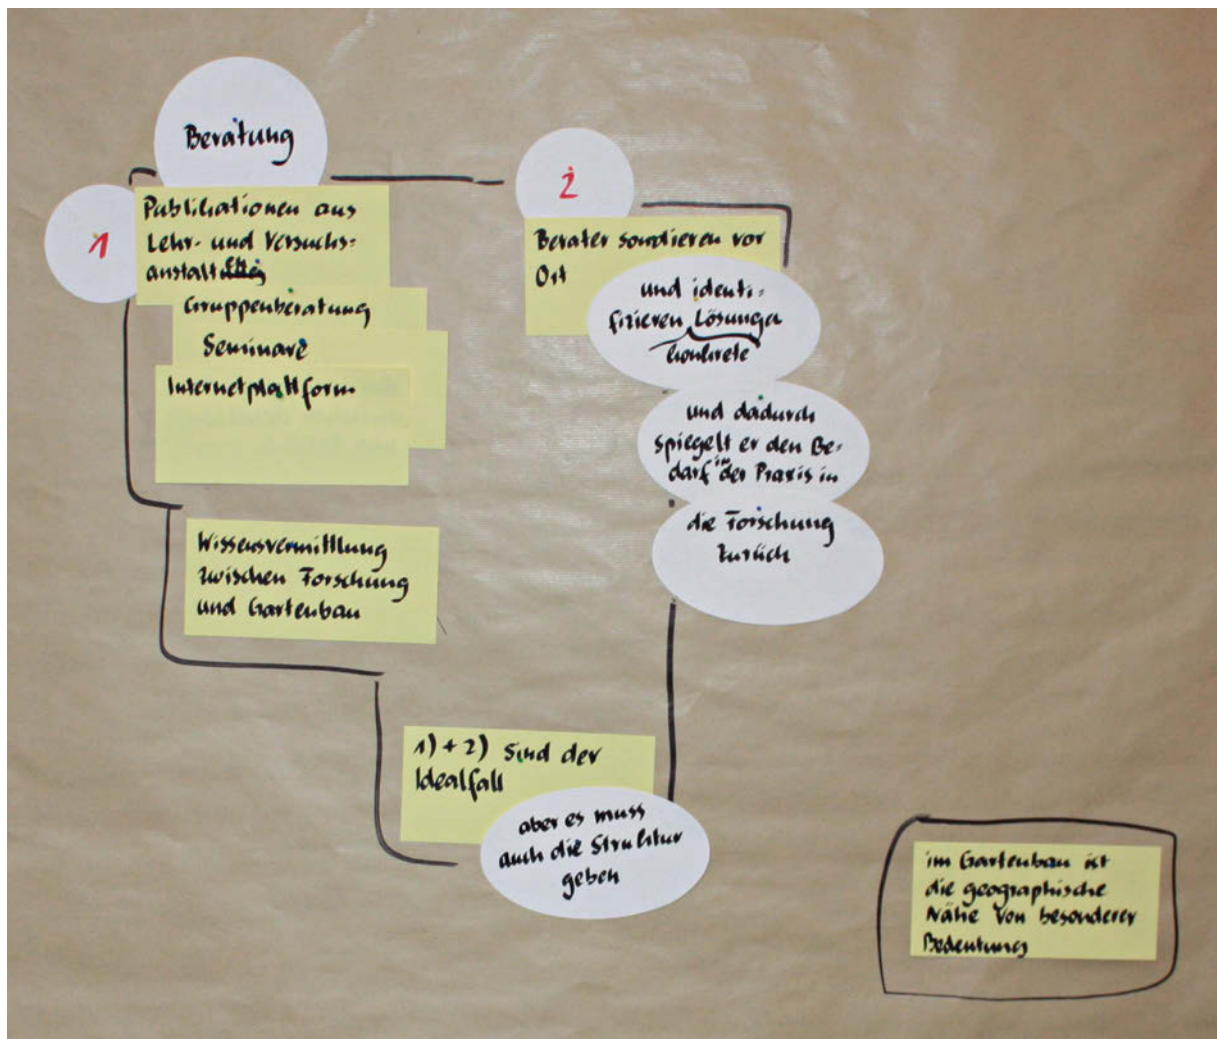 Beratung
1
Publikationen aus
Lehr- und Versuchs-
anstalten
Gruppenberatung
Seminare
Internetplattform
Wissensvermittlung
zwischen Forschung
und Gartenbau
2
Berater sondieren vor
Ort
und identi-
fizieren Lösungen
konkrete
und dadurch
spiegelt er den Be-
darf in der Praxis in
die Forschung
zurück
1) + 2) sind der
Idealfall
aber es muss
auch die Struktur
geben
im Gartenbau ist
die geographische
Nähe von besonderer
Bedeutung